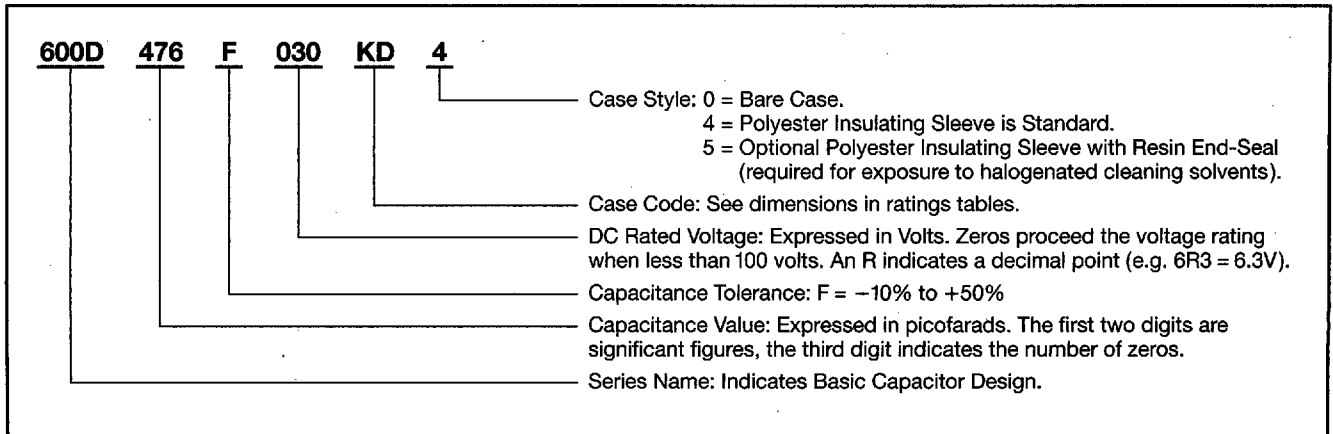 600D 476 F 030 KD 4
Case Style: 0 = Bare Case.
4 = Polyester Insulating Sleeve is Standard.
5 = Optional Polyester Insulating Sleeve with Resin End-Seal
(required for exposure to halogenated cleaning solvents).
Case Code: See dimensions in ratings tables.
DC Rated Voltage: Expressed in Volts. Zeros proceed the voltage rating
when less than 100 volts. An R indicates a decimal point (e.g. 6R3 = 6.3V).
Capacitance Tolerance: F = −10% to +50%
Capacitance Value: Expressed in picofarads. The first two digits are
significant figures, the third digit indicates the number of zeros.
Series Name: Indicates Basic Capacitor Design.